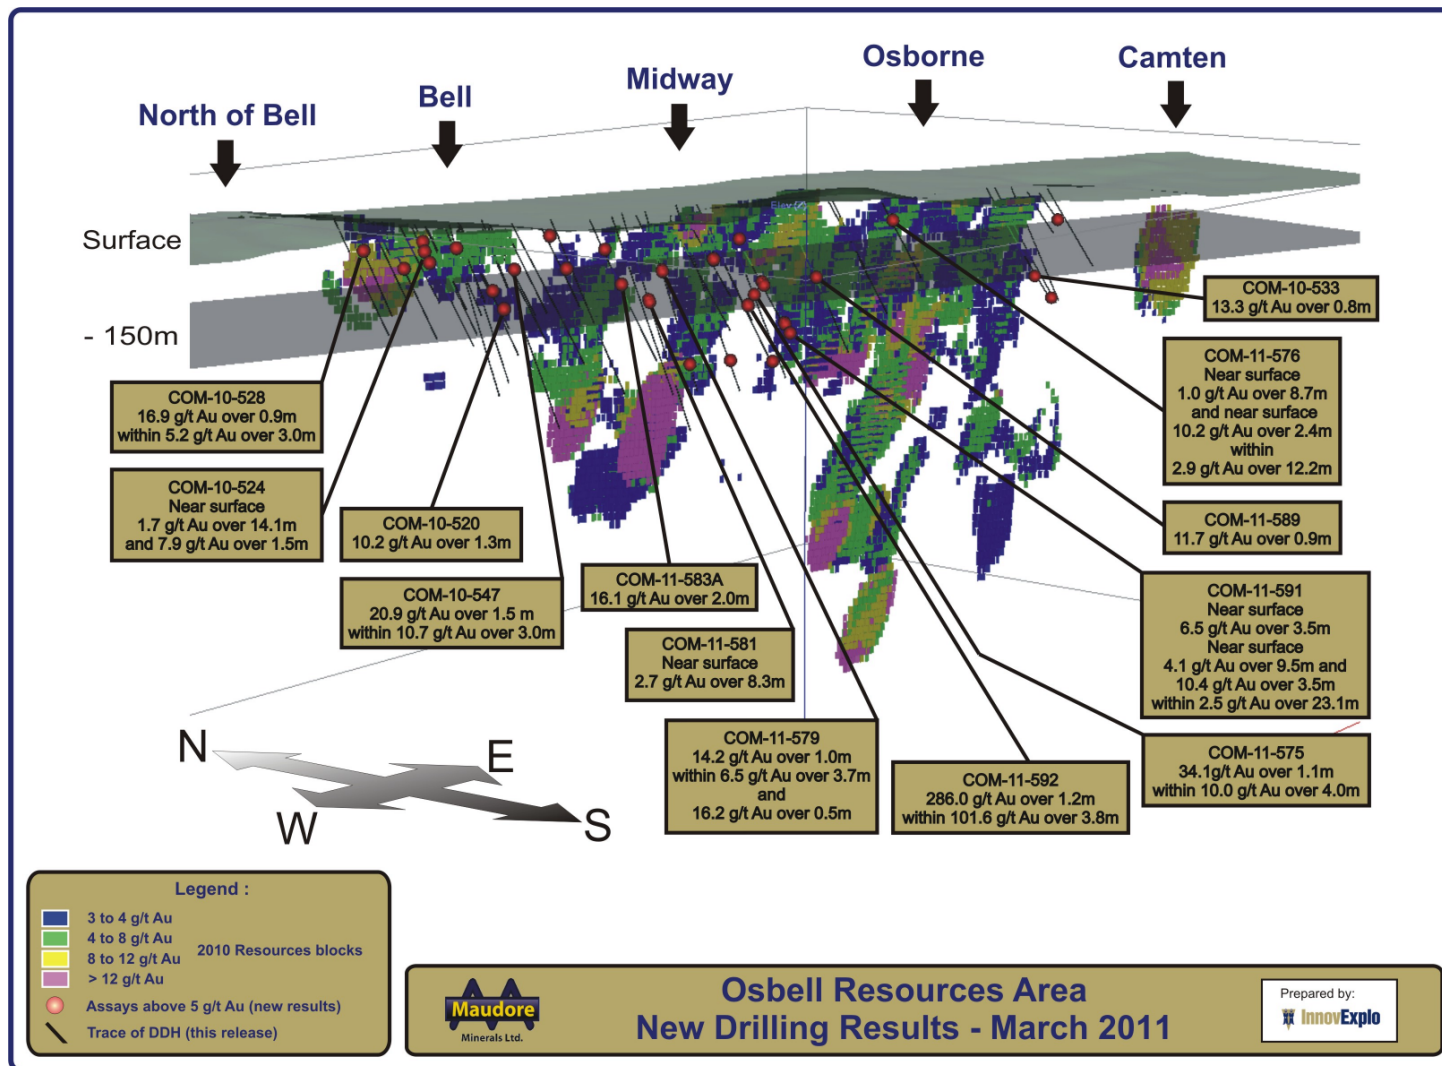 North of Bell
Bell
Midway
Osborne
Camten
Surface
- 150m
COM-10-533
13.3 g/t Au over 0.8m
COM-10-528
16.9 g/t Au over 0.9m
within 5.2 g/t Au over 3.0m
COM-11-576
Near surface
1.0 g/t Au over 8.7m
and near surface
10.2 g/t Au over 2.4m
within
2.9 g/t Au over 12.2m
COM-10-524
Near surface
1.7 g/t Au over 14.1m
and 7.9 g/t Au over 1.5m
COM-10-520
10.2 g/t Au over 1.3m
COM-11-589
11.7 g/t Au over 0.9m
COM-10-547
20.9 g/t Au over 1.5 m
within 10.7 g/t Au over 3.0m
COM-11-583A
16.1 g/t Au over 2.0m
COM-11-591
Near surface
6.5 g/t Au over 3.5m
Near surface
4.1 g/t Au over 9.5m and
10.4 g/t Au over 3.5m
within 2.5 g/t Au over 23.1m
COM-11-581
Near surface
2.7 g/t Au over 8.3m
COM-11-579
14.2 g/t Au over 1.0m
within 6.5 g/t Au over 3.7m
and
16.2 g/t Au over 0.5m
COM-11-592
286.0 g/t Au over 1.2m
within 101.6 g/t Au over 3.8m
COM-11-575
34.1g/t Au over 1.1m
within 10.0 g/t Au over 4.0m
N
E
W
S
Legend :
3 to 4 g/t Au
4 to 8 g/t Au
8 to 12 g/t Au
> 12 g/t Au
2010 Resources blocks
Assays above 5 g/t Au (new results)
Trace of DDH (this release)
Maudore
Minerals Ltd.
Osbell Resources Area
New Drilling Results - March 2011
Prepared by:
InnovExplo